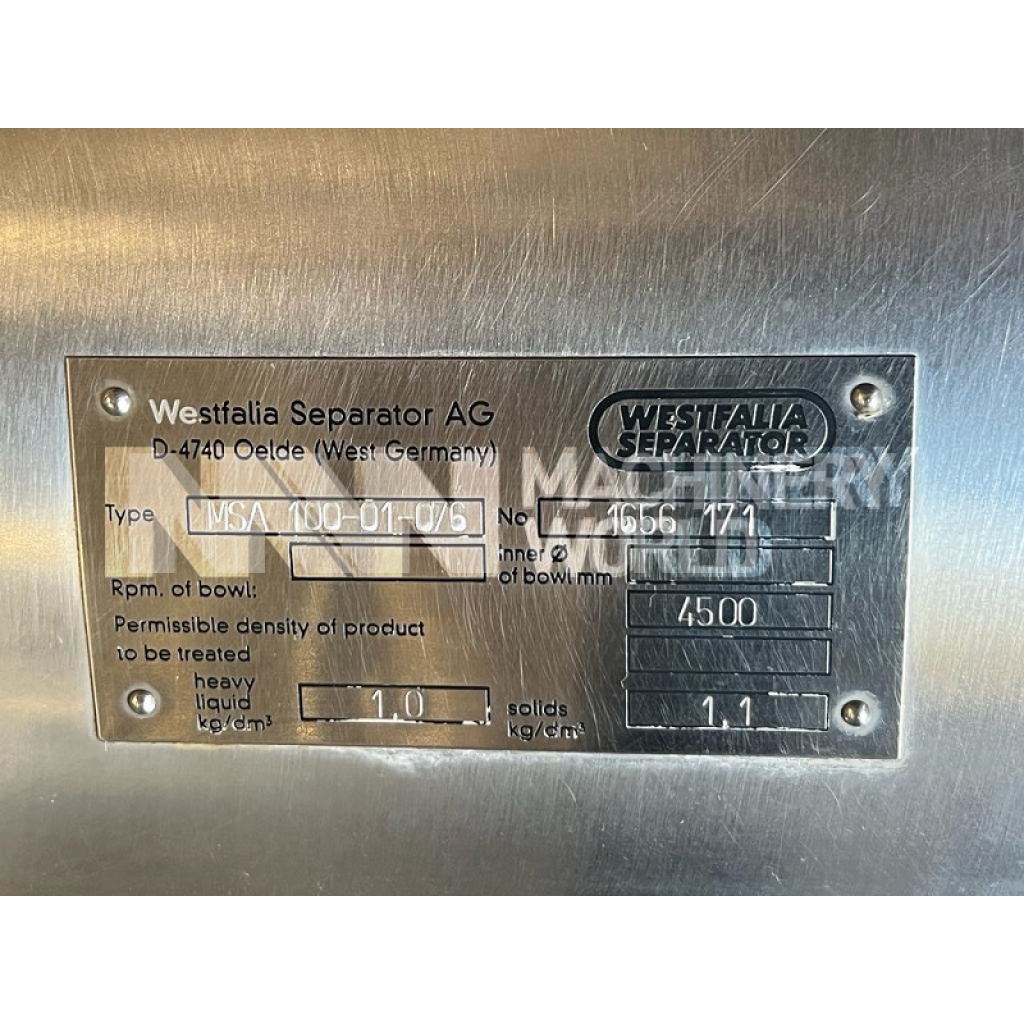 Westfalia Separator AG
D-4740 Oelde (West Germany)
WESTFALIA
SEPARATOR
MACHINERY
WORLD
Type MSA 100-01-076 No 1656 171
inner Ø
of bowl mm
Rpm. of bowl: 4500
Permissible density of product
to be treated
heavy
liquid
kg/dm³ 1.0
solids
kg/dm³ 1.1